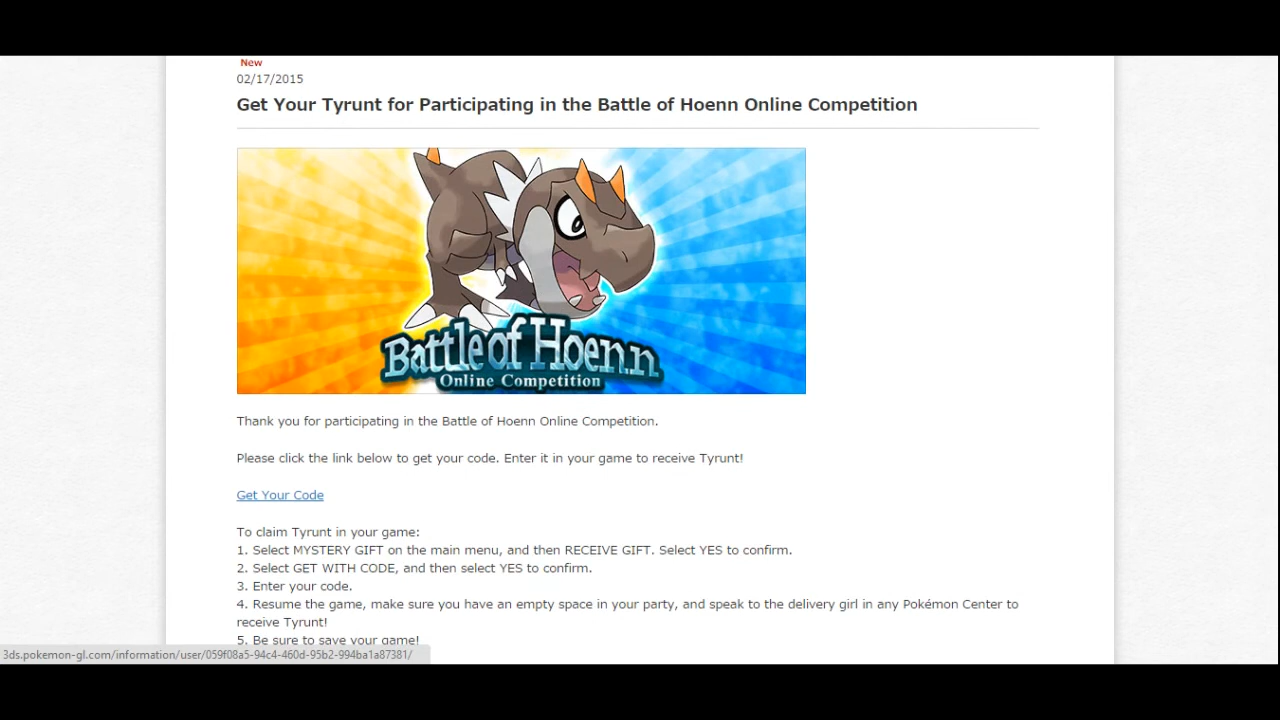 New
02/17/2015
Get Your Tyrunt for Participating in the Battle of Hoenn Online Competition
Battle of Hoenn
Online Competition
Thank you for participating in the Battle of Hoenn Online Competition.
Please click the link below to get your code. Enter it in your game to receive Tyrunt!
Get Your Code
To claim Tyrunt in your game:
1. Select MYSTERY GIFT on the main menu, and then RECEIVE GIFT. Select YES to confirm.
2. Select GET WITH CODE, and then select YES to confirm.
3. Enter your code.
4. Resume the game, make sure you have an empty space in your party, and speak to the delivery girl in any Pokémon Center to
receive Tyrunt!
5. Be sure to save your game!
3ds.pokemon-gl.com/information/user/059f08a5-94c4-460d-95b2-994ba1a87381/